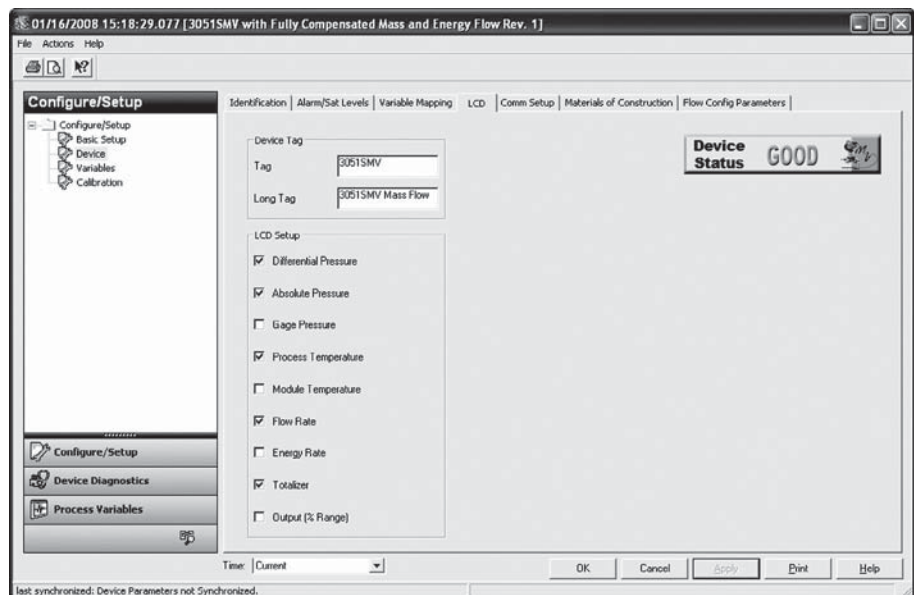 01/16/2008 15:18:29.077 [3051SMV with Fully Compensated Mass and Energy Flow Rev. 1]
File Actions Help
Configure/Setup
Configure/Setup
Basic Setup
Device
Variables
Calibration
Configure/Setup
Device Diagnostics
Process Variables
Identification Alarm/Sat Levels Variable Mapping LCD Comm Setup Materials of Construction Flow Config Parameters
Device Tag
Tag 3051SMV
Long Tag 3051SMV Mass Flow
Device Status GOOD
LCD Setup
Differential Pressure
Absolute Pressure
Gage Pressure
Process Temperature
Module Temperature
Flow Rate
Energy Rate
Totalizer
Output (% Range)
Time: Current
OK Cancel Apply Print Help
last synchronized: Device Parameters not Synchronized.